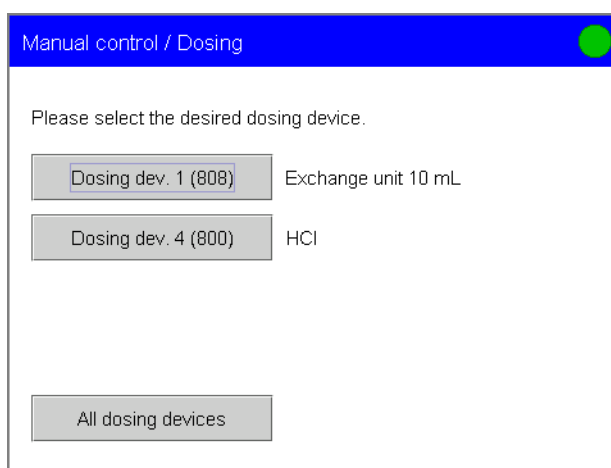 Manual control / Dosing
Please select the desired dosing device.
Dosing dev. 1 (808) Exchange unit 10 mL
Dosing dev. 4 (800) HCl
All dosing devices